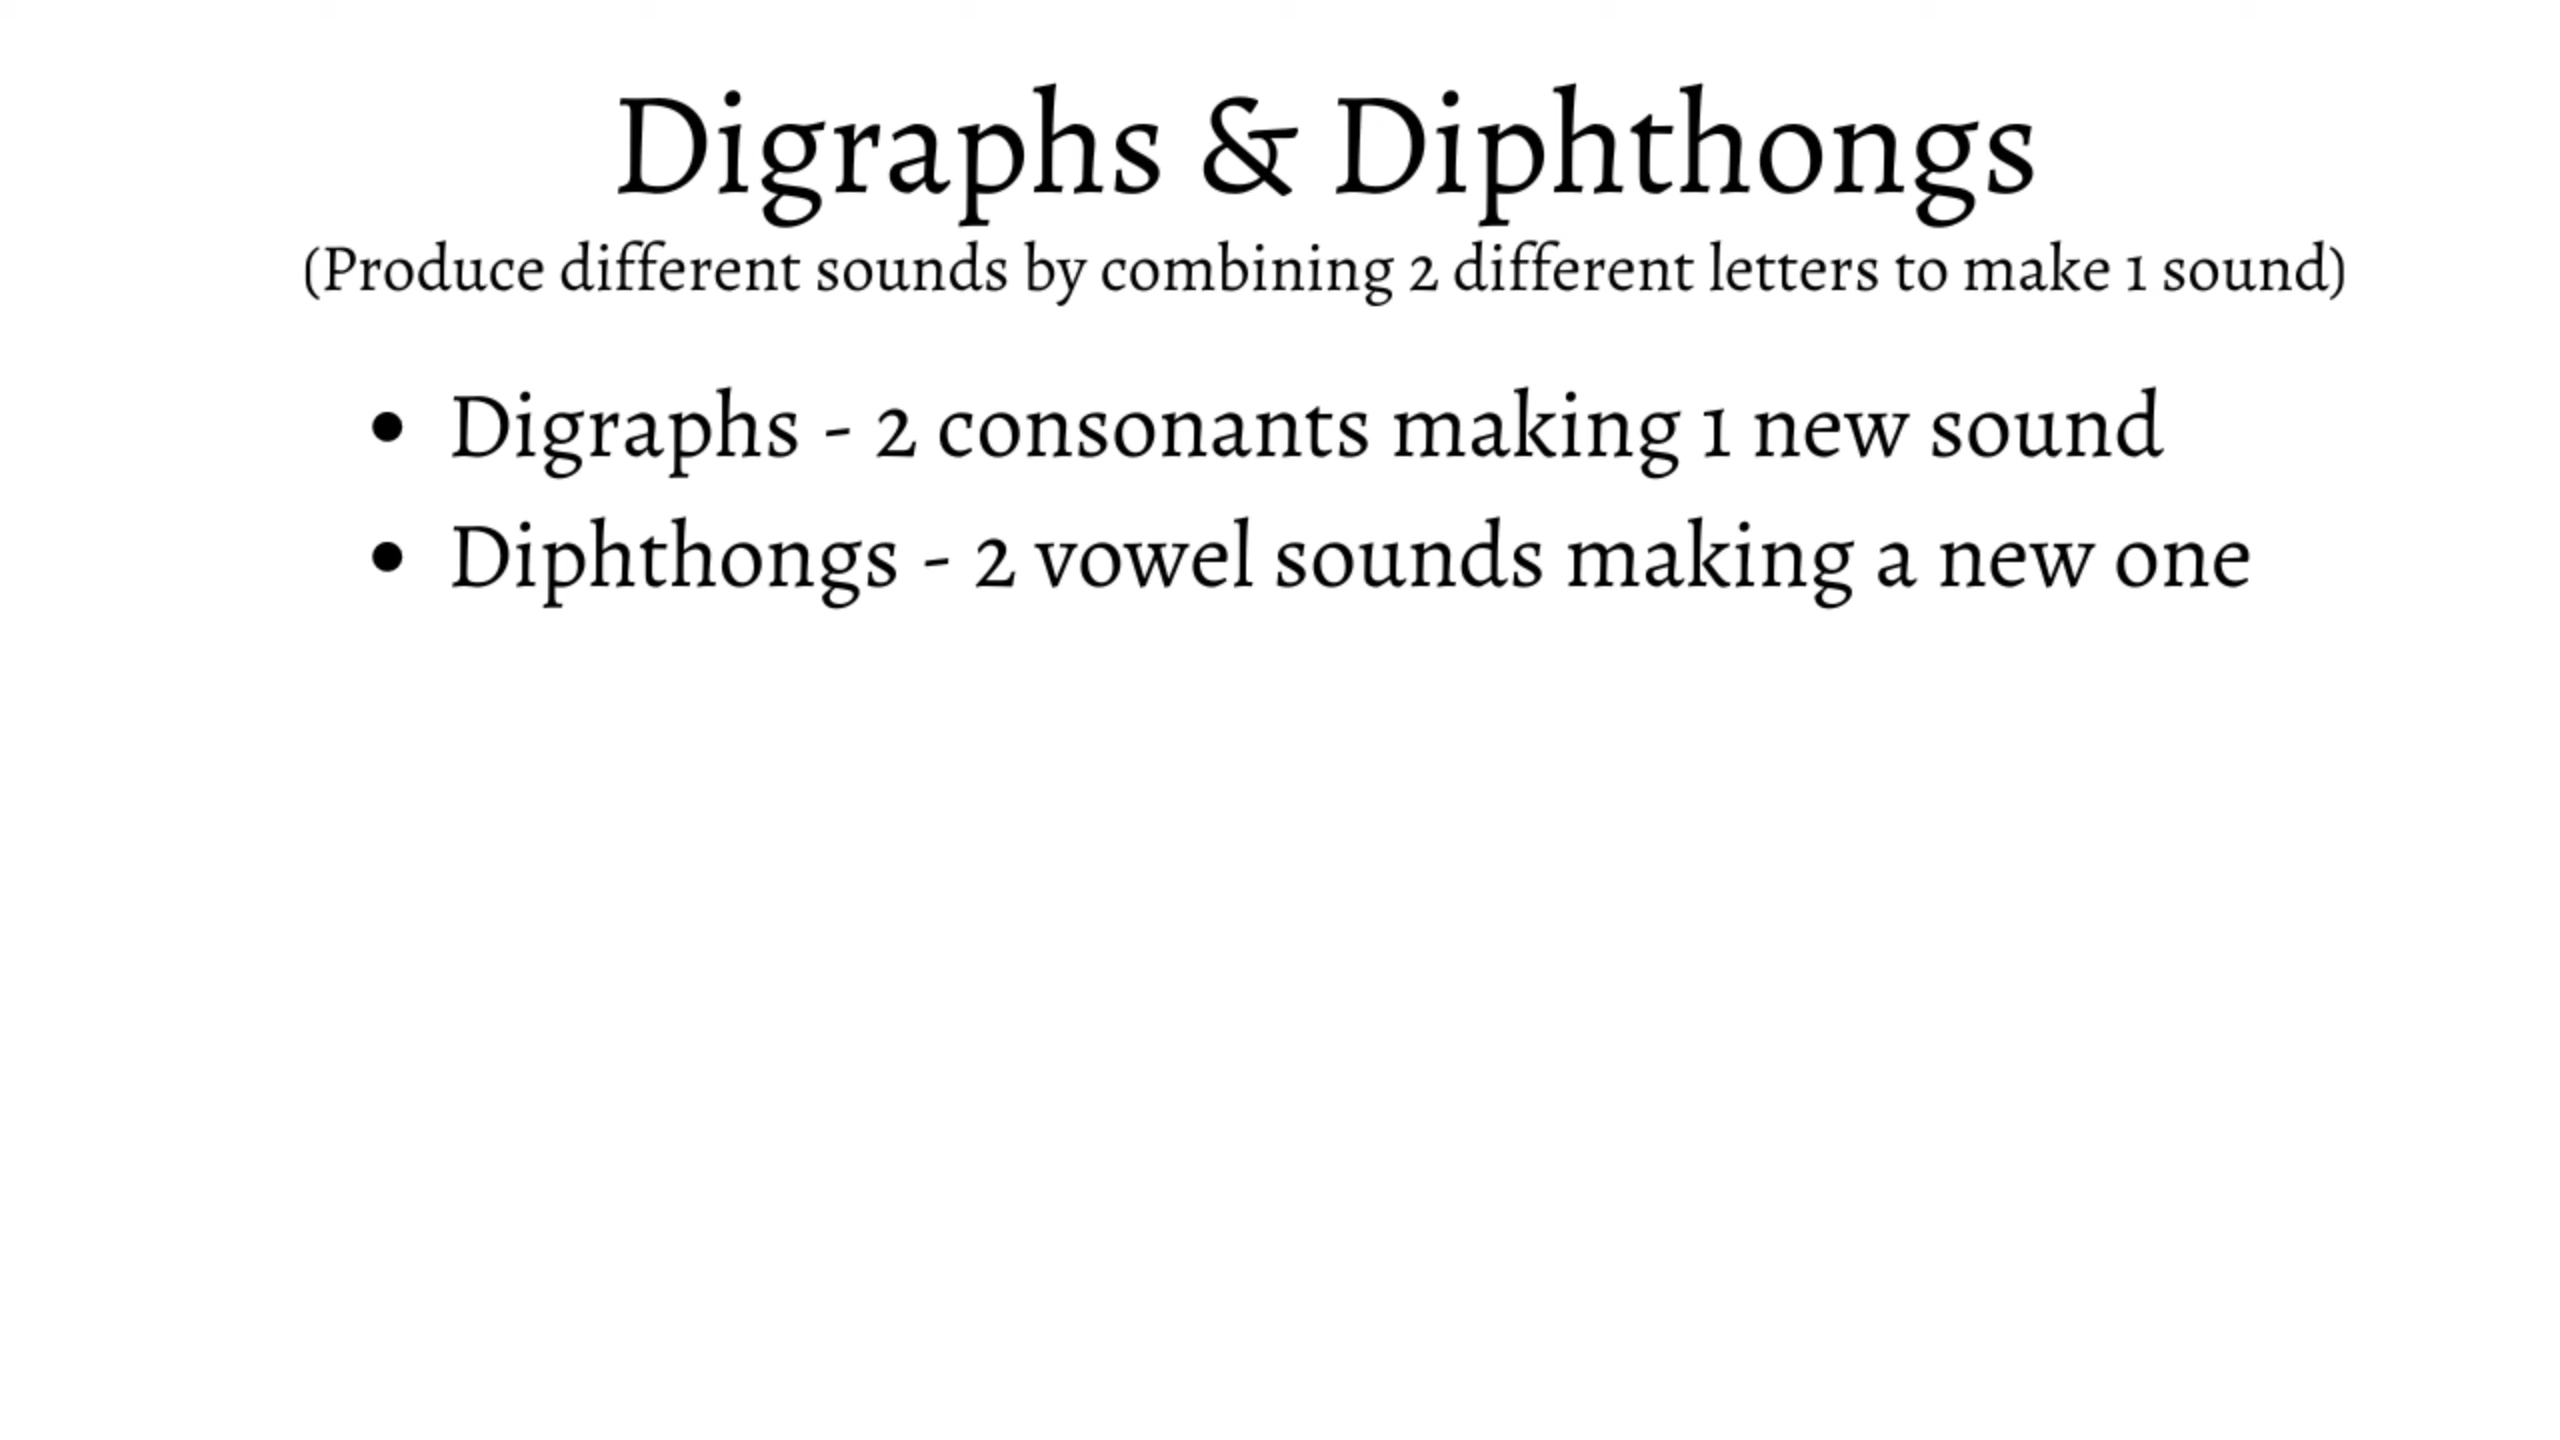 Digraphs & Diphthongs
(Produce different sounds by combining 2 different letters to make 1 sound)
• Digraphs - 2 consonants making 1 new sound
• Diphthongs - 2 vowel sounds making a new one